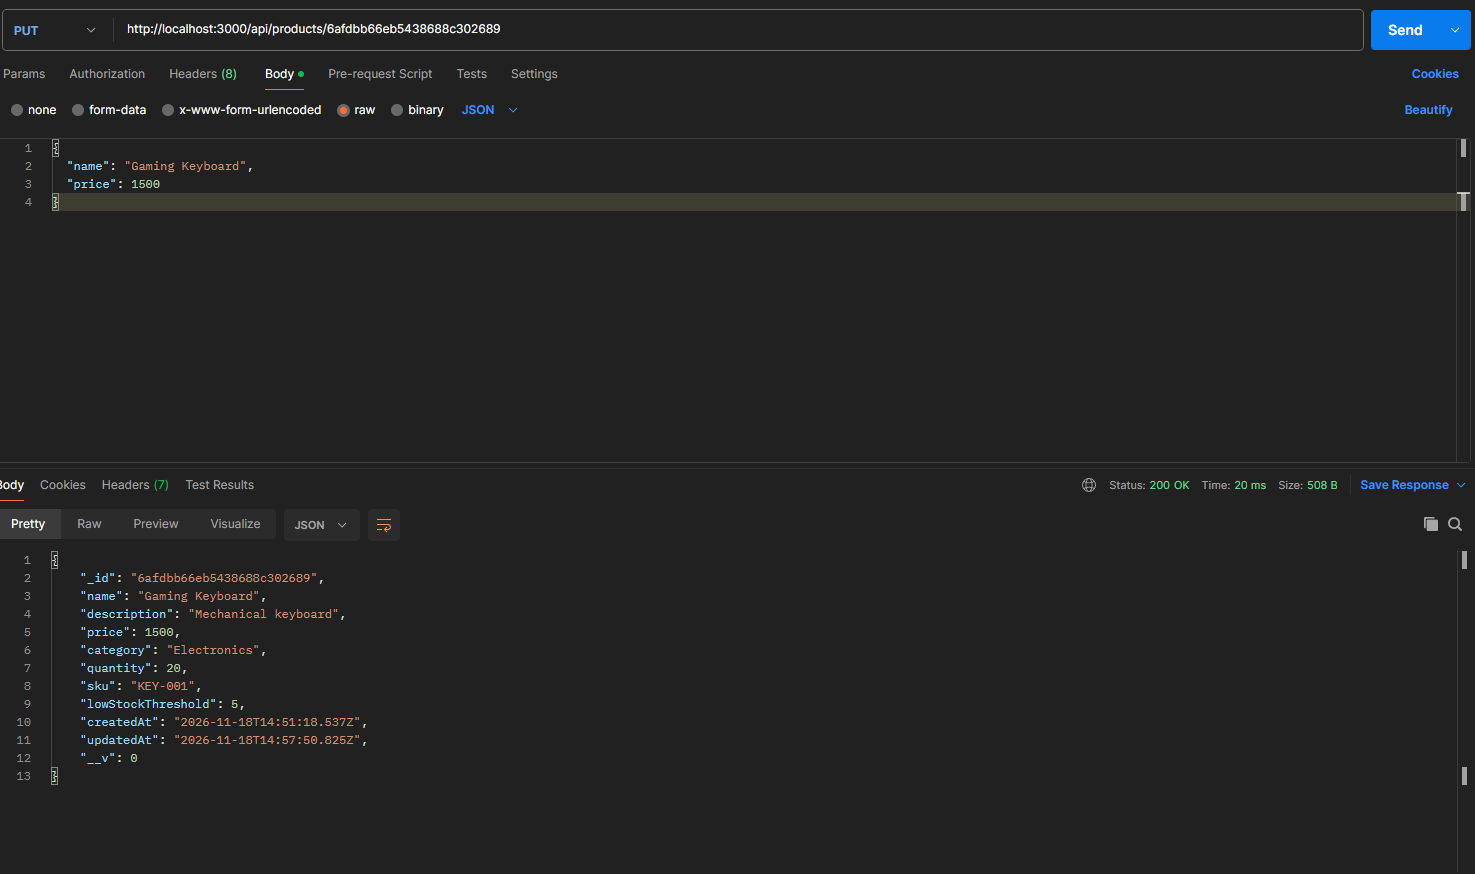 PUT http://localhost:3000/api/products/6afdbb66eb5438688c302689 Send
Params Authorization Headers (8) Body Pre-request Script Tests Settings Cookies
none form-data x-www-form-urlencoded raw binary JSON Beautify
1 {
2 "name": "Gaming Keyboard",
3 "price": 1500
4 }
Body Cookies Headers (7) Test Results Status: 200 OK Time: 20 ms Size: 508 B Save Response
Pretty Raw Preview Visualize JSON
1 {
2 "_id": "6afdbb66eb5438688c302689",
3 "name": "Gaming Keyboard",
4 "description": "Mechanical keyboard",
5 "price": 1500,
6 "category": "Electronics",
7 "quantity": 20,
8 "sku": "KEY-001",
9 "lowStockThreshold": 5,
10 "createdAt": "2026-11-18T14:51:18.537Z",
11 "updatedAt": "2026-11-18T14:57:50.825Z",
12 "__v": 0
13 }